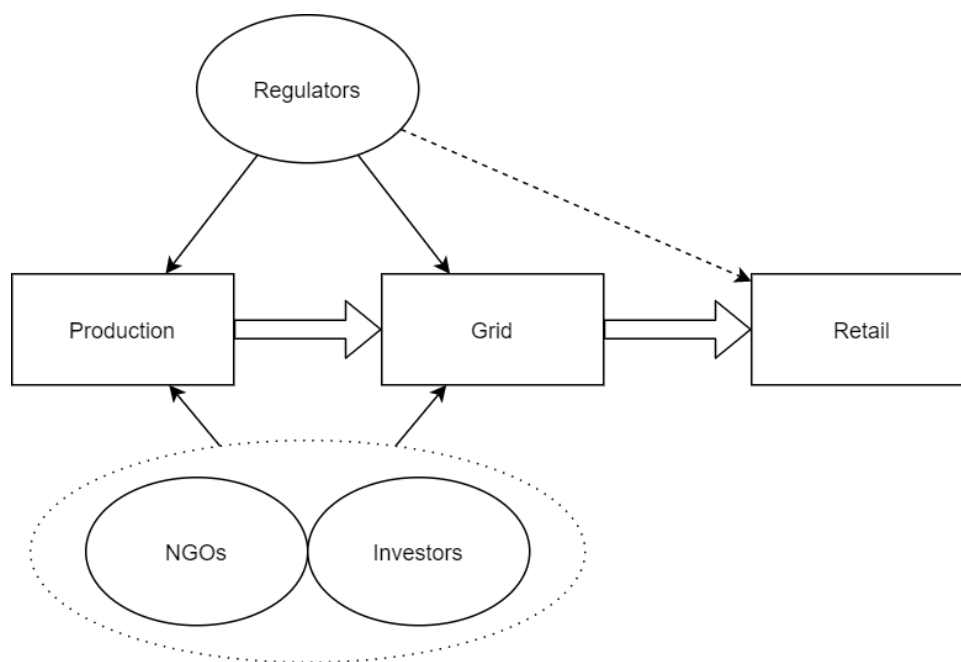 Regulators
Production
Grid
Retail
NGOs
Investors